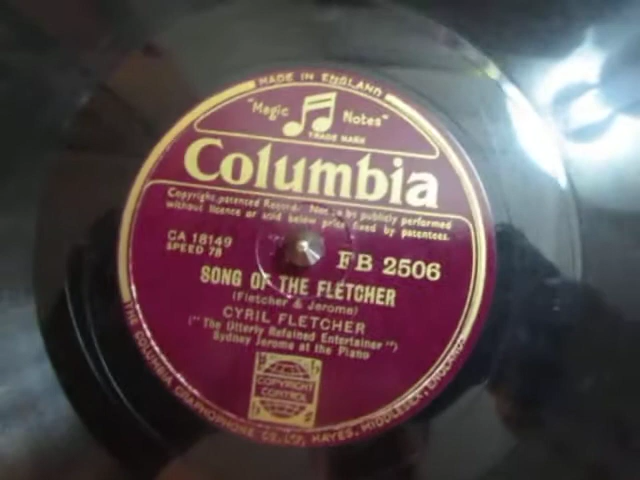 MADE IN ENGLAND
"Magic Notes"
TRADE MARK
Columbia
Copyright, patented Record. Not to be publicly performed
without licence or sold below price fixed by patentees.
CA 18149
SPEED 78
FB 2506
SONG OF THE FLETCHER
(Fletcher & Jerome)
CYRIL FLETCHER
("The Utterly Refained Entertainer")
Sydney Jerome at the Piano
COPYRIGHT
CONTROL
THE COLUMBIA GRAPHOPHONE CO., LTD., HAYES, MIDDLESEX, ENGLAND